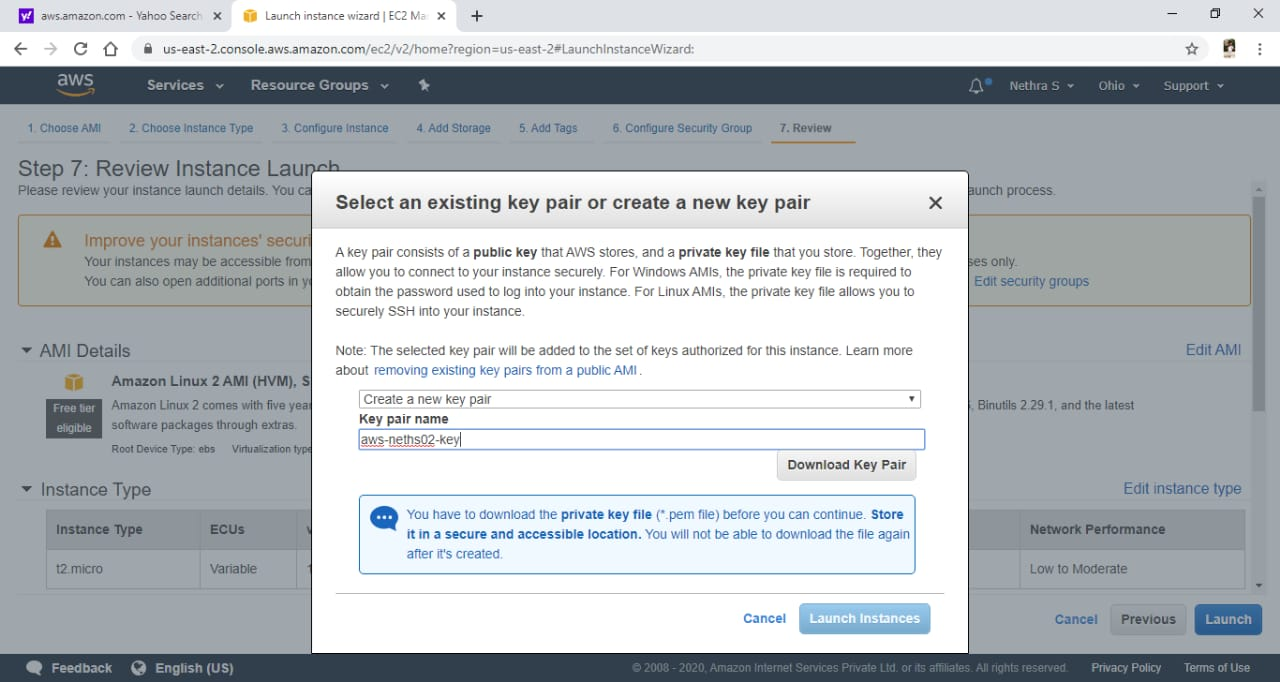 aws.amazon.com - Yahoo Search
Launch instance wizard | EC2 Ma
us-east-2.console.aws.amazon.com/ec2/v2/home?region=us-east-2#LaunchInstanceWizard:
aws Services Resource Groups Nethra S Ohio Support
1. Choose AMI 2. Choose Instance Type 3. Configure Instance 4. Add Storage 5. Add Tags 6. Configure Security Group 7. Review
Step 7: Review Instance Launch
Please review your instance launch details. You ca
aunch process.
Improve your instances' securi
Your instances may be accessible from
ses only.
You can also open additional ports in yo
Edit security groups
AMI Details
Edit AMI
Amazon Linux 2 AMI (HVM), S
Free tier
eligible
Amazon Linux 2 comes with five year
, Binutils 2.29.1, and the latest
software packages through extras.
Root Device Type: ebs Virtualization type
Instance Type
Edit instance type
Instance Type ECUs v Network Performance
t2.micro Variable 1 Low to Moderate
Select an existing key pair or create a new key pair
A key pair consists of a public key that AWS stores, and a private key file that you store. Together, they
allow you to connect to your instance securely. For Windows AMIs, the private key file is required to
obtain the password used to log into your instance. For Linux AMIs, the private key file allows you to
securely SSH into your instance.
Note: The selected key pair will be added to the set of keys authorized for this instance. Learn more
about removing existing key pairs from a public AMI .
Create a new key pair
Key pair name
aws-neths02-key
Download Key Pair
You have to download the private key file (*.pem file) before you can continue. Store
it in a secure and accessible location. You will not be able to download the file again
after it's created.
Cancel Launch Instances
Cancel Previous Launch
Feedback English (US) © 2008 - 2020, Amazon Internet Services Private Ltd. or its affiliates. All rights reserved. Privacy Policy Terms of Use